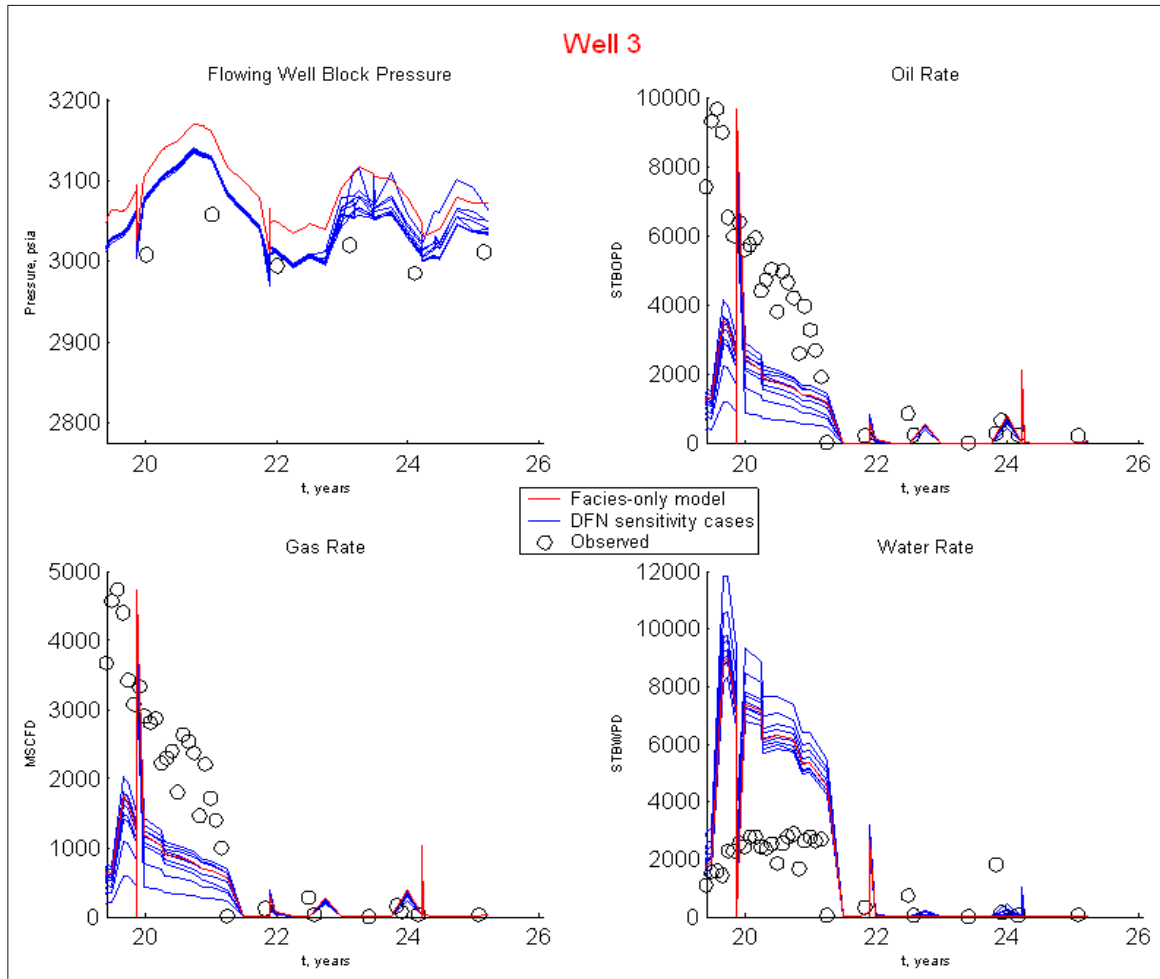 Well 3
Flowing Well Block Pressure
3200
3100
3000
2900
2800
Pressure, psia
20 22 24 26
t, years
Oil Rate
10000
8000
6000
4000
2000
0
STBOPD
20 22 24 26
t, years
Facies-only model
DFN sensitivity cases
Observed
Gas Rate
5000
4000
3000
2000
1000
0
MSCFD
20 22 24 26
t, years
Water Rate
12000
10000
8000
6000
4000
2000
0
STBWPD
20 22 24 26
t, years